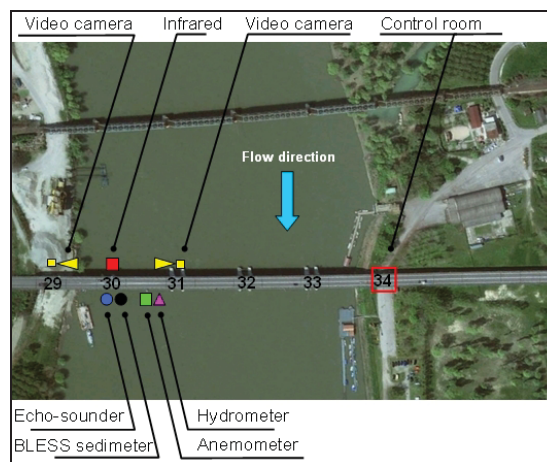 Video camera Infrared Video camera Control room
Flow direction
29 30 31 32 33 34
Echo-sounder Hydrometer
BLESS sedimeter Anemometer